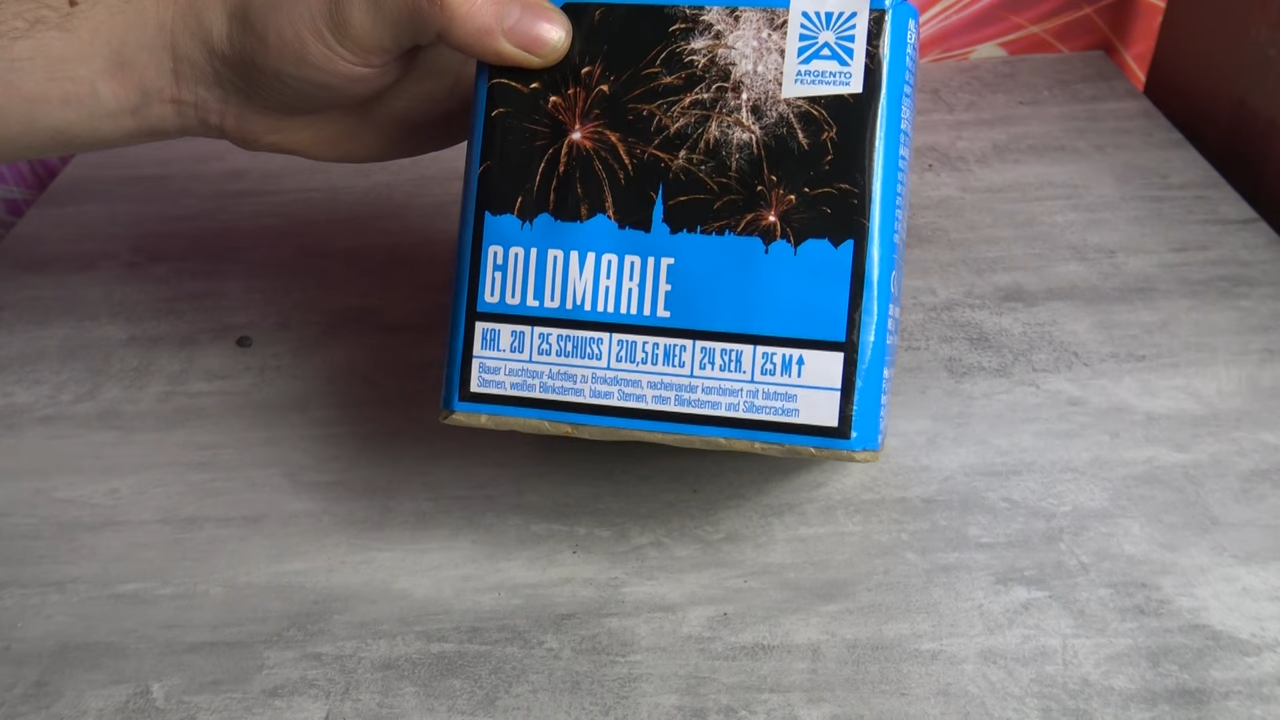 ARGENTO
FEUERWERK
GOLDMARIE
KAL. 20 25 SCHUSS 210,5 G NEC 24 SEK. 25 M↑
Blauer Leuchtspur-Aufstieg zu Brokatkronen, nacheinander kombiniert mit blutroten
Sternen, weißen Blinksternen, blauen Sternen, roten Blinksternen und Silbercrackern